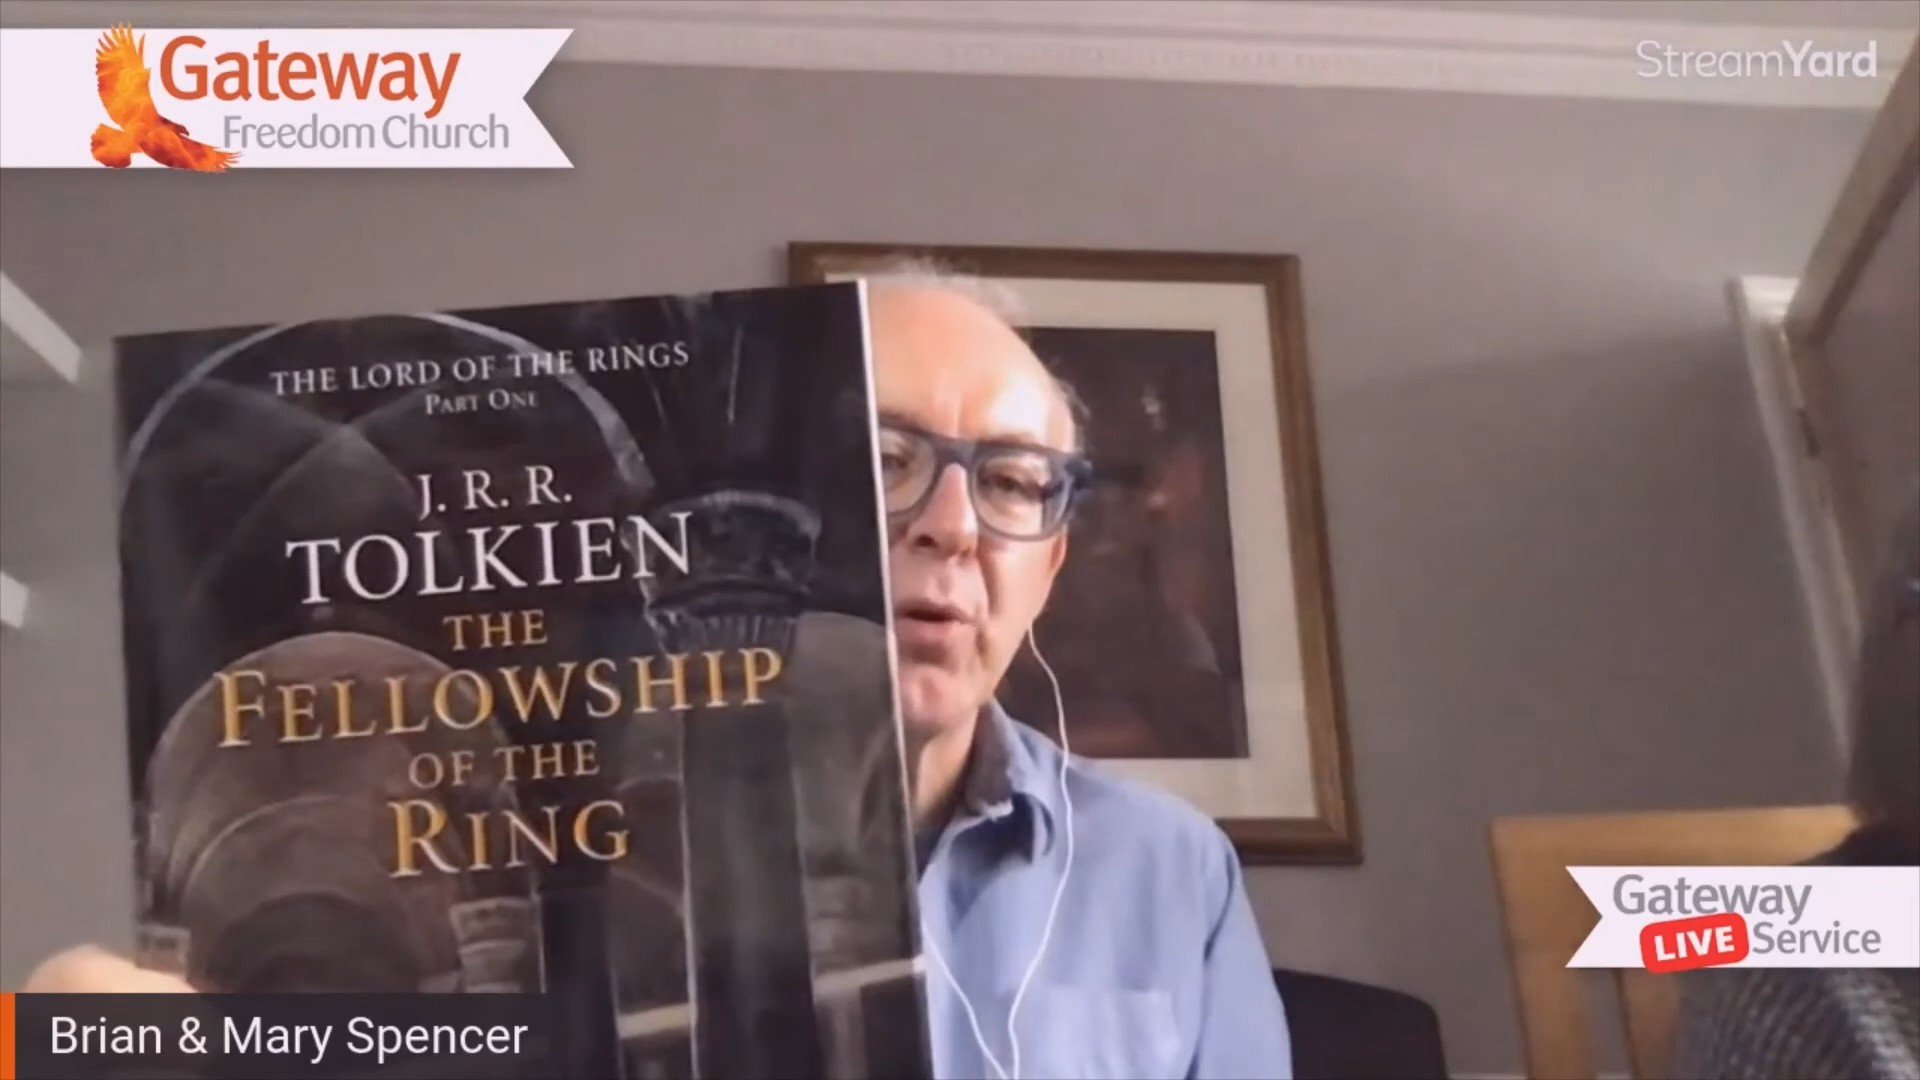 Gateway
Freedom Church
StreamYard
THE LORD OF THE RINGS
PART ONE
J. R. R.
TOLKIEN
THE
FELLOWSHIP
OF THE
RING
Gateway
LIVE Service
Brian & Mary Spencer